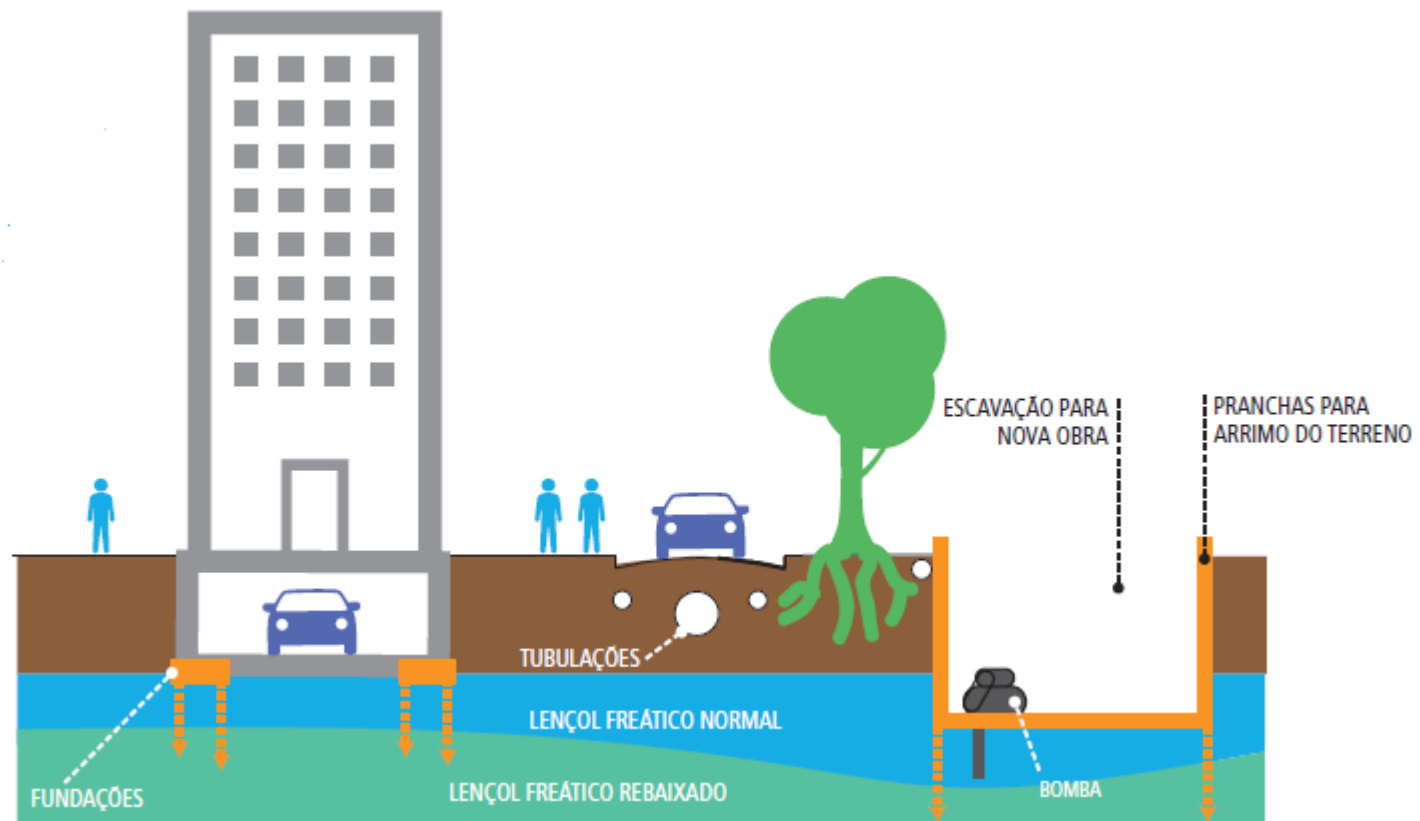 ESCAVAÇÃO PARA
NOVA OBRA
PRANCHAS PARA
ARRIMO DO TERRENO
TUBULAÇÕES
LENÇOL FREÁTICO NORMAL
FUNDAÇÕES
LENÇOL FREÁTICO REBAIXADO
BOMBA